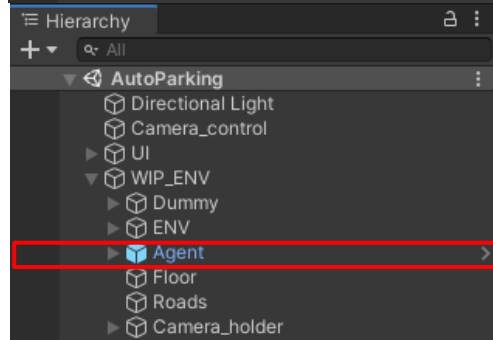 Hierarchy
All
AutoParking
Directional Light
Camera_control
UI
WIP_ENV
Dummy
ENV
Agent
Floor
Roads
Camera_holder